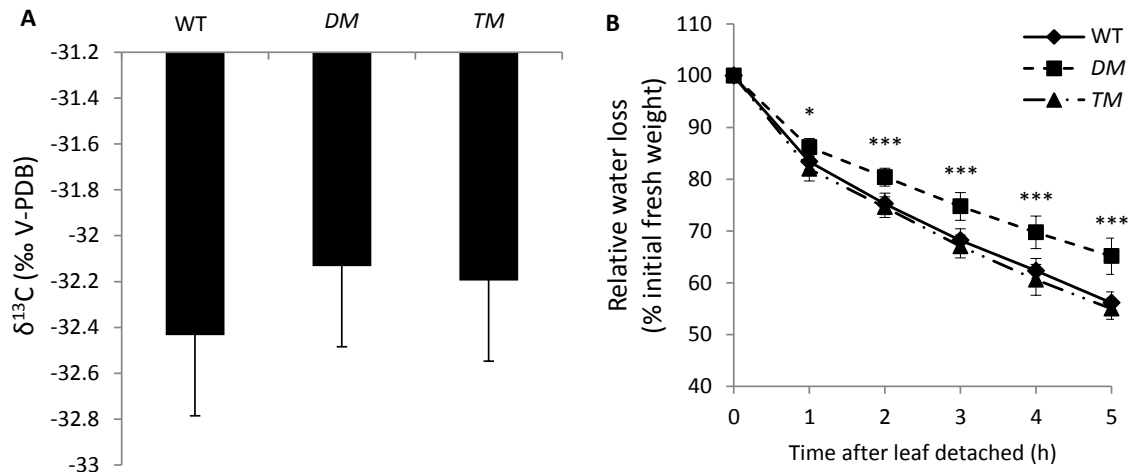 A
WT DM TM
-31.2
-31.4
-31.6
-31.8
-32
-32.2
-32.4
-32.6
-32.8
-33
δ¹³C (‰ V-PDB)
B
WT
DM
TM
110
100
90
80
70
60
50
40
Relative water loss
(% initial fresh weight)
* *** *** *** ***
0 1 2 3 4 5
Time after leaf detached (h)